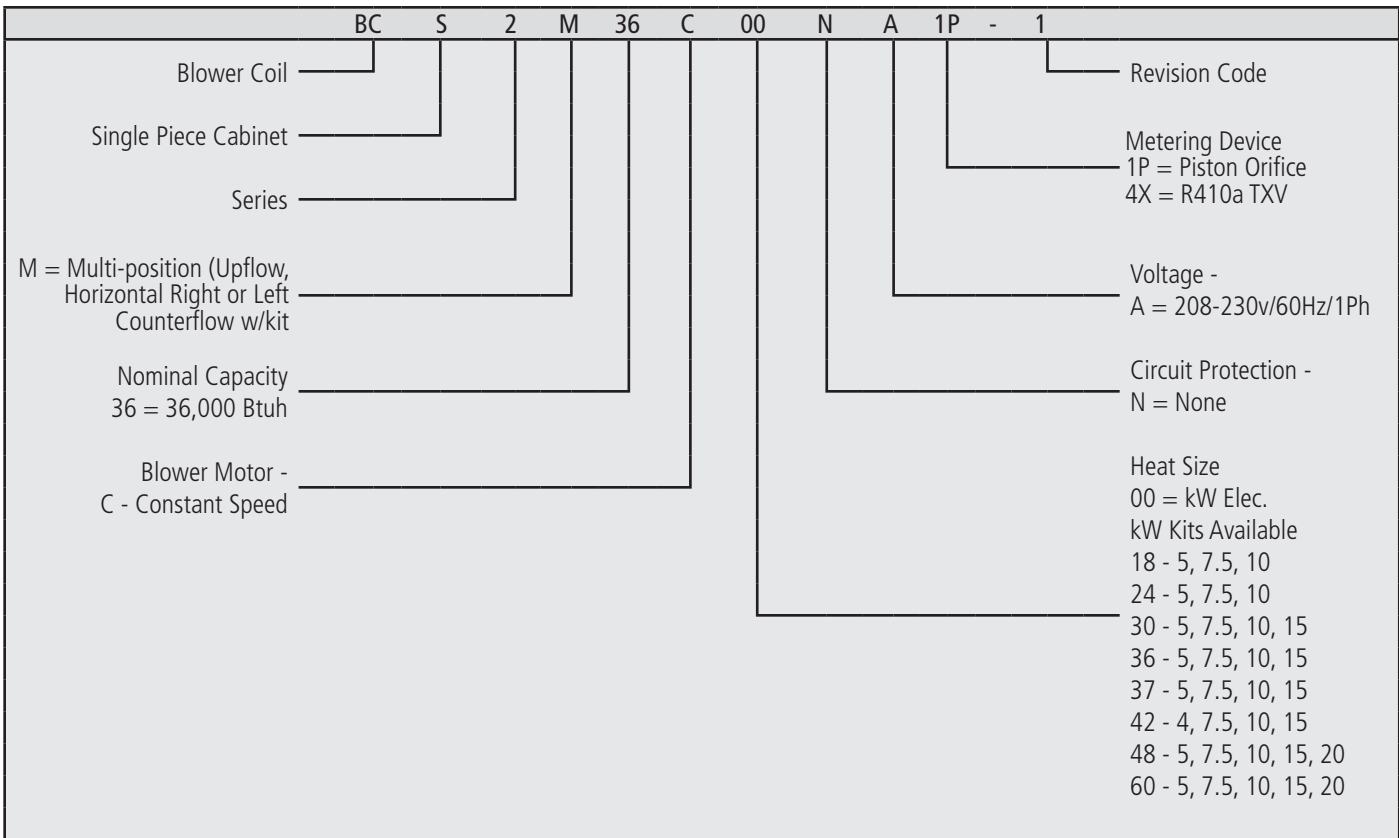 BC S 2 M 36 C 00 N A 1P - 1
Blower Coil
Single Piece Cabinet
Series
M = Multi-position (Upflow,
Horizontal Right or Left
Counterflow w/kit
Nominal Capacity
36 = 36,000 Btuh
Blower Motor -
C - Constant Speed
Revision Code
Metering Device
1P = Piston Orifice
4X = R410a TXV
Voltage -
A = 208-230v/60Hz/1Ph
Circuit Protection -
N = None
Heat Size
00 = kW Elec.
kW Kits Available
18 - 5, 7.5, 10
24 - 5, 7.5, 10
30 - 5, 7.5, 10, 15
36 - 5, 7.5, 10, 15
37 - 5, 7.5, 10, 15
42 - 4, 7.5, 10, 15
48 - 5, 7.5, 10, 15, 20
60 - 5, 7.5, 10, 15, 20